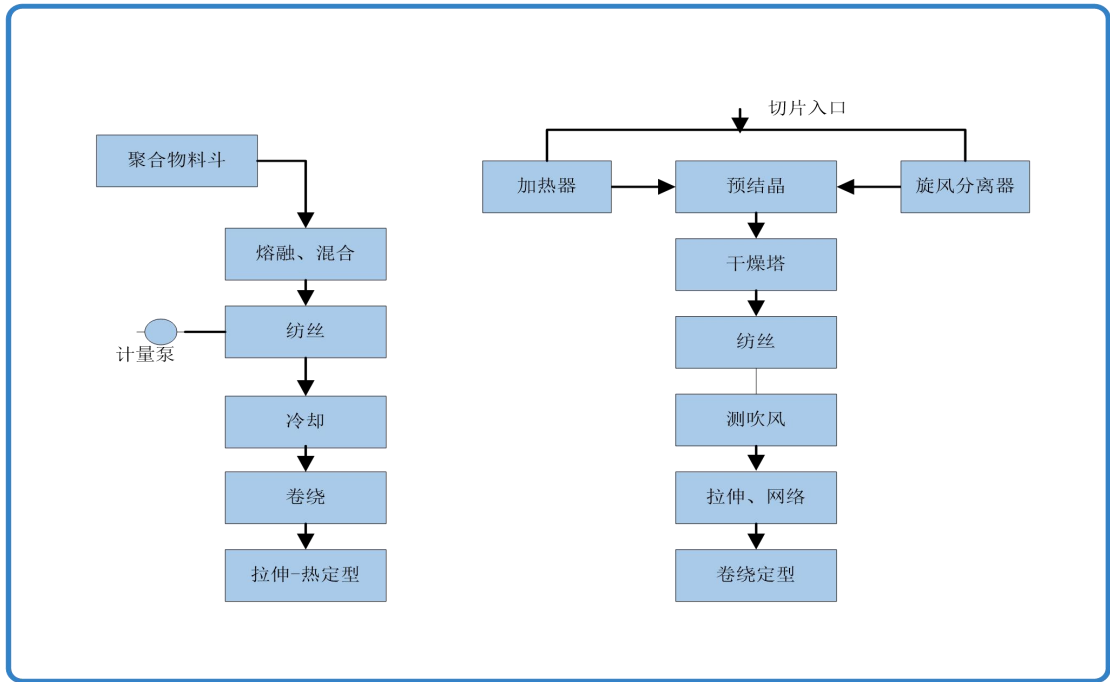 聚合物料斗
熔融、混合
纺丝
计量泵
冷却
卷绕
拉�-热定型
切片入口
加热器
预结晶
旋风分离器
干燥塔
纺丝
测吹风
拉伸、网络
卷绕定型